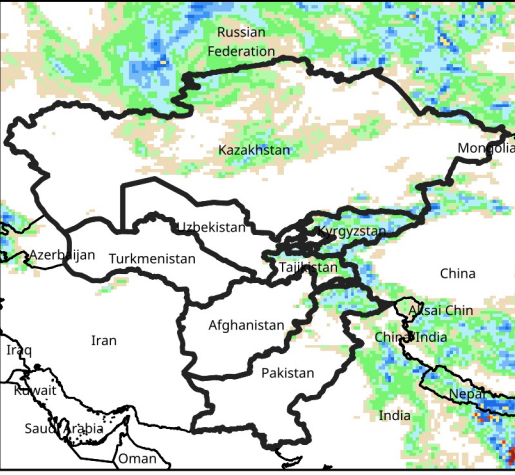 Russian
Federation
Kazakhstan
Mongolia
Uzbekistan
Kyrgyzstan
Azerbaijan
Turkmenistan
Tajikistan
China
Aksai Chin
Afghanistan
Iran
China/India
Iraq
Pakistan
Kuwait
Nepal
India
Saudi Arabia
Oman